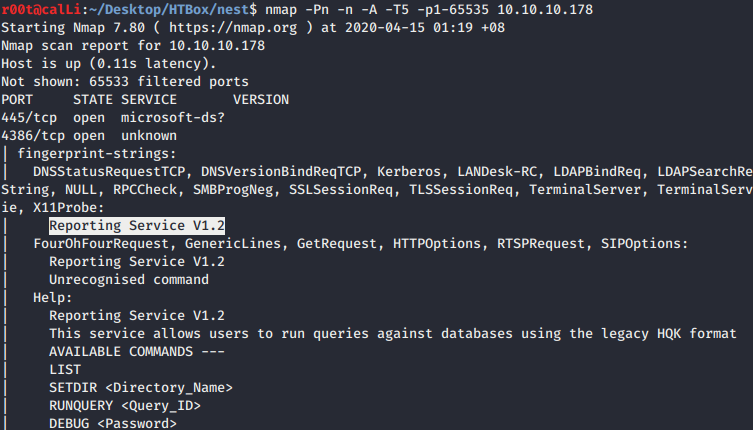 r00t@calLi:~/Desktop/HTBox/nest$ nmap -Pn -n -A -T5 -p1-65535 10.10.10.178
Starting Nmap 7.80 ( https://nmap.org ) at 2020-04-15 01:19 +08
Nmap scan report for 10.10.10.178
Host is up (0.11s latency).
Not shown: 65533 filtered ports
PORT     STATE SERVICE       VERSION
445/tcp  open  microsoft-ds?
4386/tcp open  unknown
| fingerprint-strings:
|   DNSStatusRequestTCP, DNSVersionBindReqTCP, Kerberos, LANDesk-RC, LDAPBindReq, LDAPSearchRe
String, NULL, RPCCheck, SMBProgNeg, SSLSessionReq, TLSSessionReq, TerminalServer, TerminalServ
ie, X11Probe:
|     Reporting Service V1.2
|   FourOhFourRequest, GenericLines, GetRequest, HTTPOptions, RTSPRequest, SIPOptions:
|     Reporting Service V1.2
|     Unrecognised command
|   Help:
|     Reporting Service V1.2
|     This service allows users to run queries against databases using the legacy HQK format
|     AVAILABLE COMMANDS ---
|     LIST
|     SETDIR <Directory_Name>
|     RUNQUERY <Query_ID>
|     DEBUG <Password>